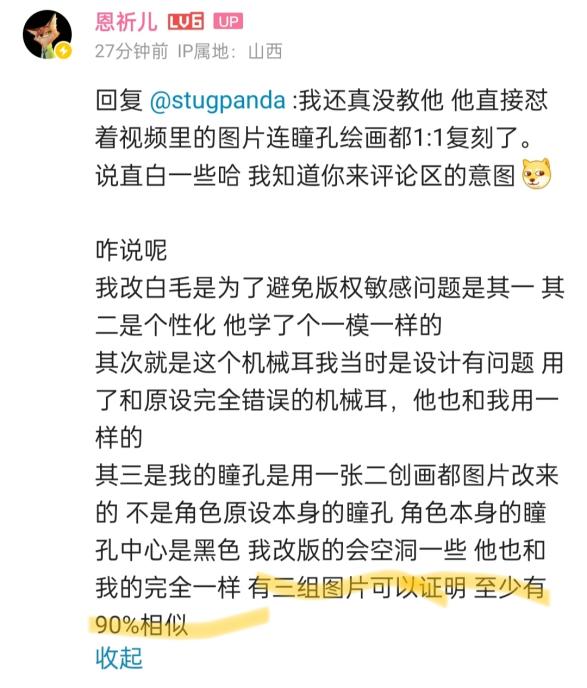 恩祈儿 LV6 UP
27分钟前 IP属地：山西
回复 @stugpanda :我还真没教他 他直接怼
着视频里的图片连瞳孔绘画都1:1复刻了。
说直白一些哈 我知道你来评论区的意图
咋说呢
我改白毛是为了避免版权敏感问题是其一 其
二是个性化 他学了个一模一样的
其次就是这个机械耳我当时是设计有问题 用
了和原设完全错误的机械耳，他也和我用一
样的
其三是我的瞳孔是用一张二创画都图片改来
的 不是角色原设本身的瞳孔 角色本身的瞳
孔中心是黑色 我改版的会空洞一些 他也和
我的完全一样 有三组图片可以证明 至少有
90%相似
收起